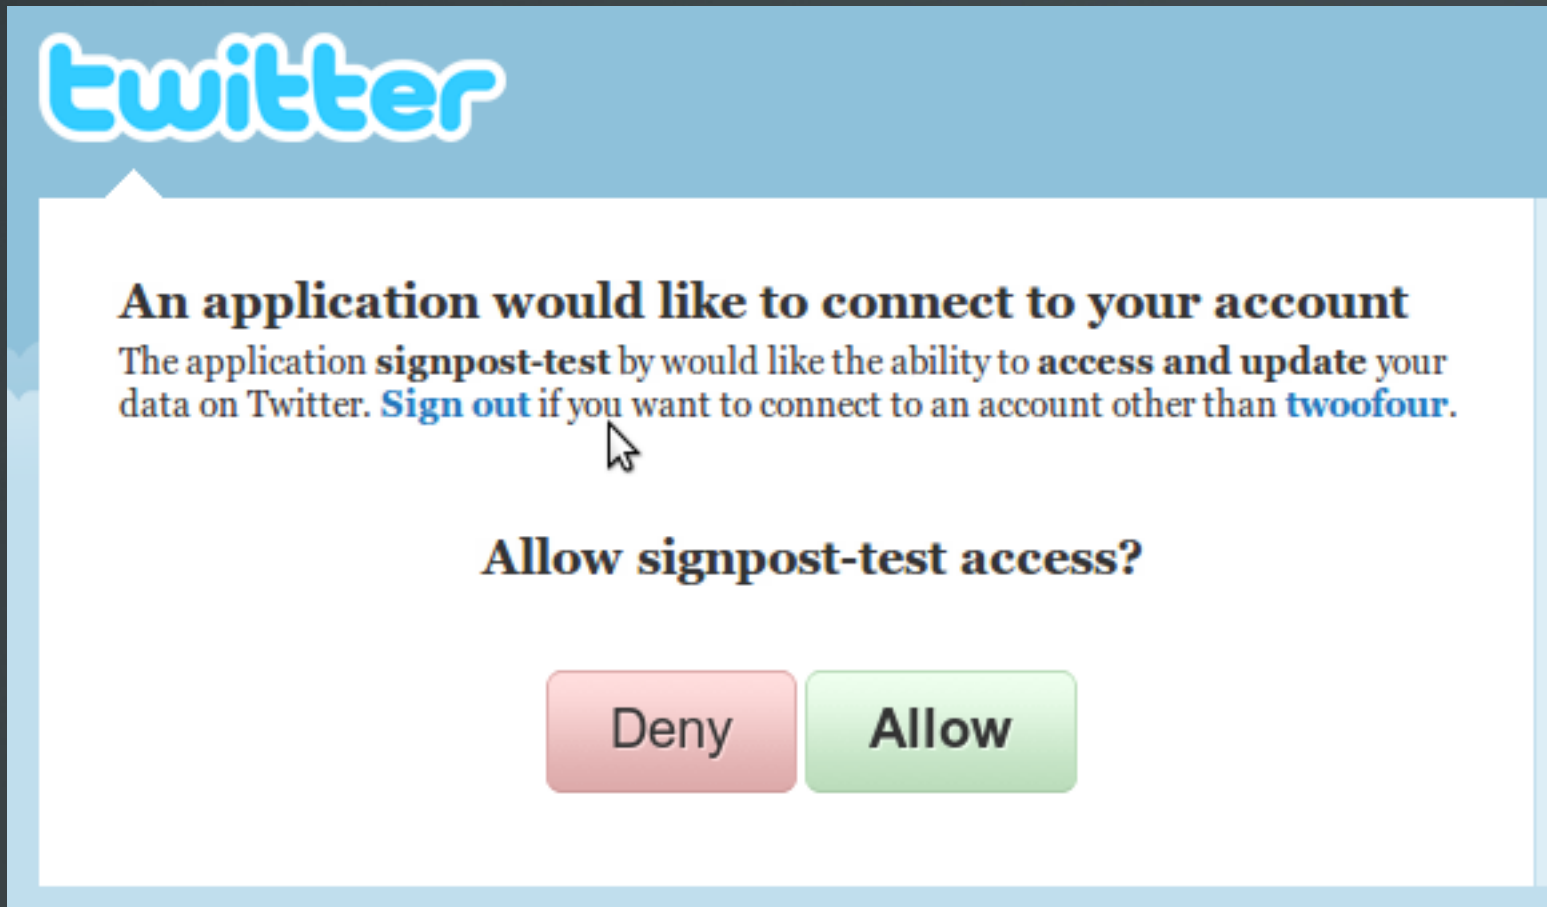 twitter
An application would like to connect to your account
The application signpost-test by would like the ability to access and update your
data on Twitter. Sign out if you want to connect to an account other than twoofour.
Allow signpost-test access?
Deny
Allow